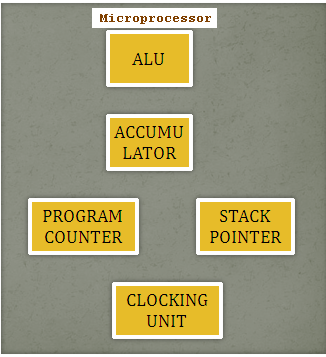 Microprocessor
ALU
ACCUMU
LATOR
PROGRAM
COUNTER
STACK
POINTER
CLOCKING
UNIT